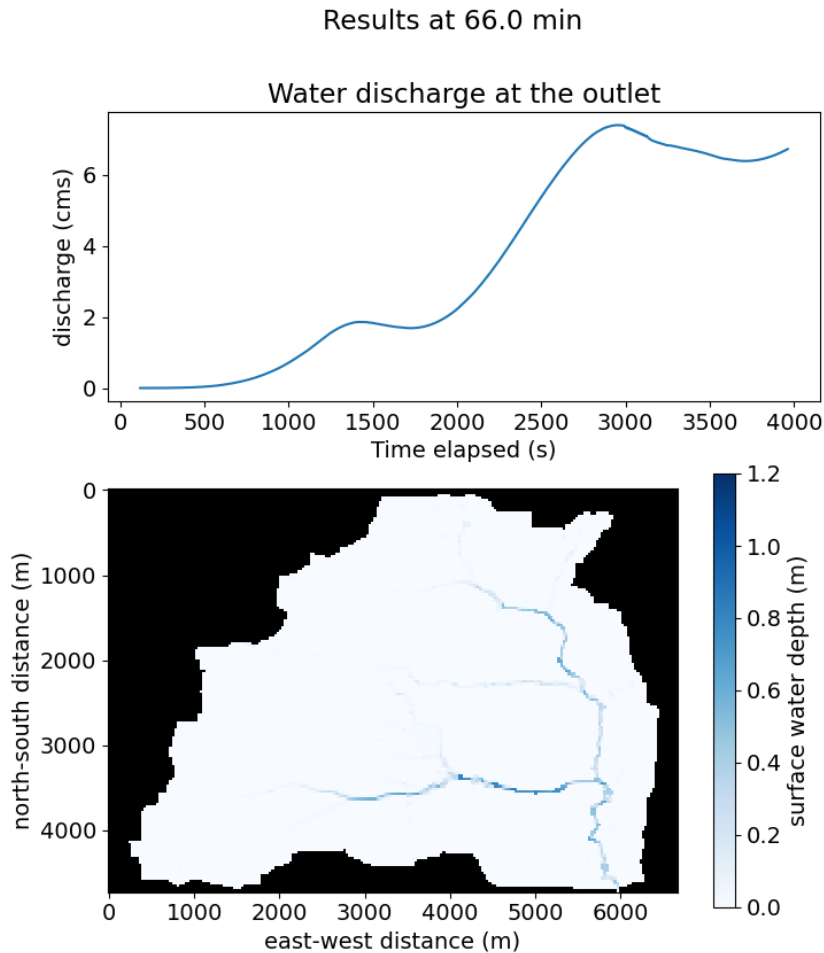 Results at 66.0 min
Water discharge at the outlet
discharge (cms)
6
4
2
0
0 500 1000 1500 2000 2500 3000 3500 4000
Time elapsed (s)
north-south distance (m)
0
1000
2000
3000
4000
0 1000 2000 3000 4000 5000 6000
east-west distance (m)
1.2
1.0
0.8
0.6
0.4
0.2
0.0
surface water depth (m)